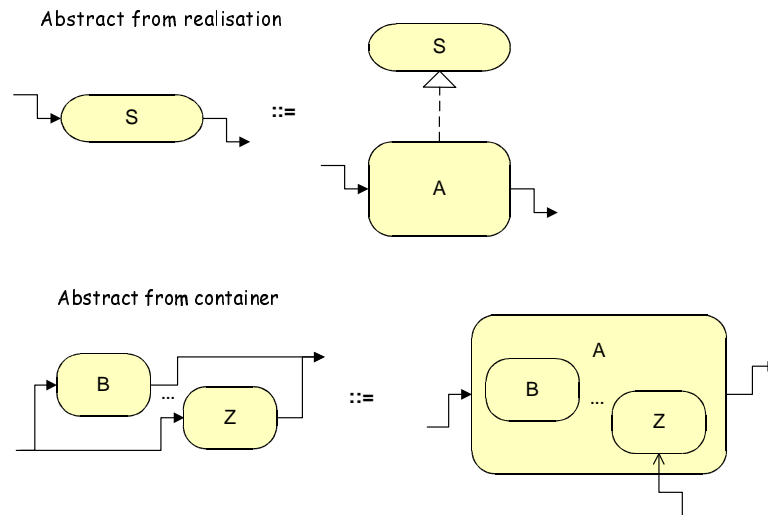 Abstract from realisation
S
::=
S
A
Abstract from container
B
...
Z
::=
A
B
...
Z